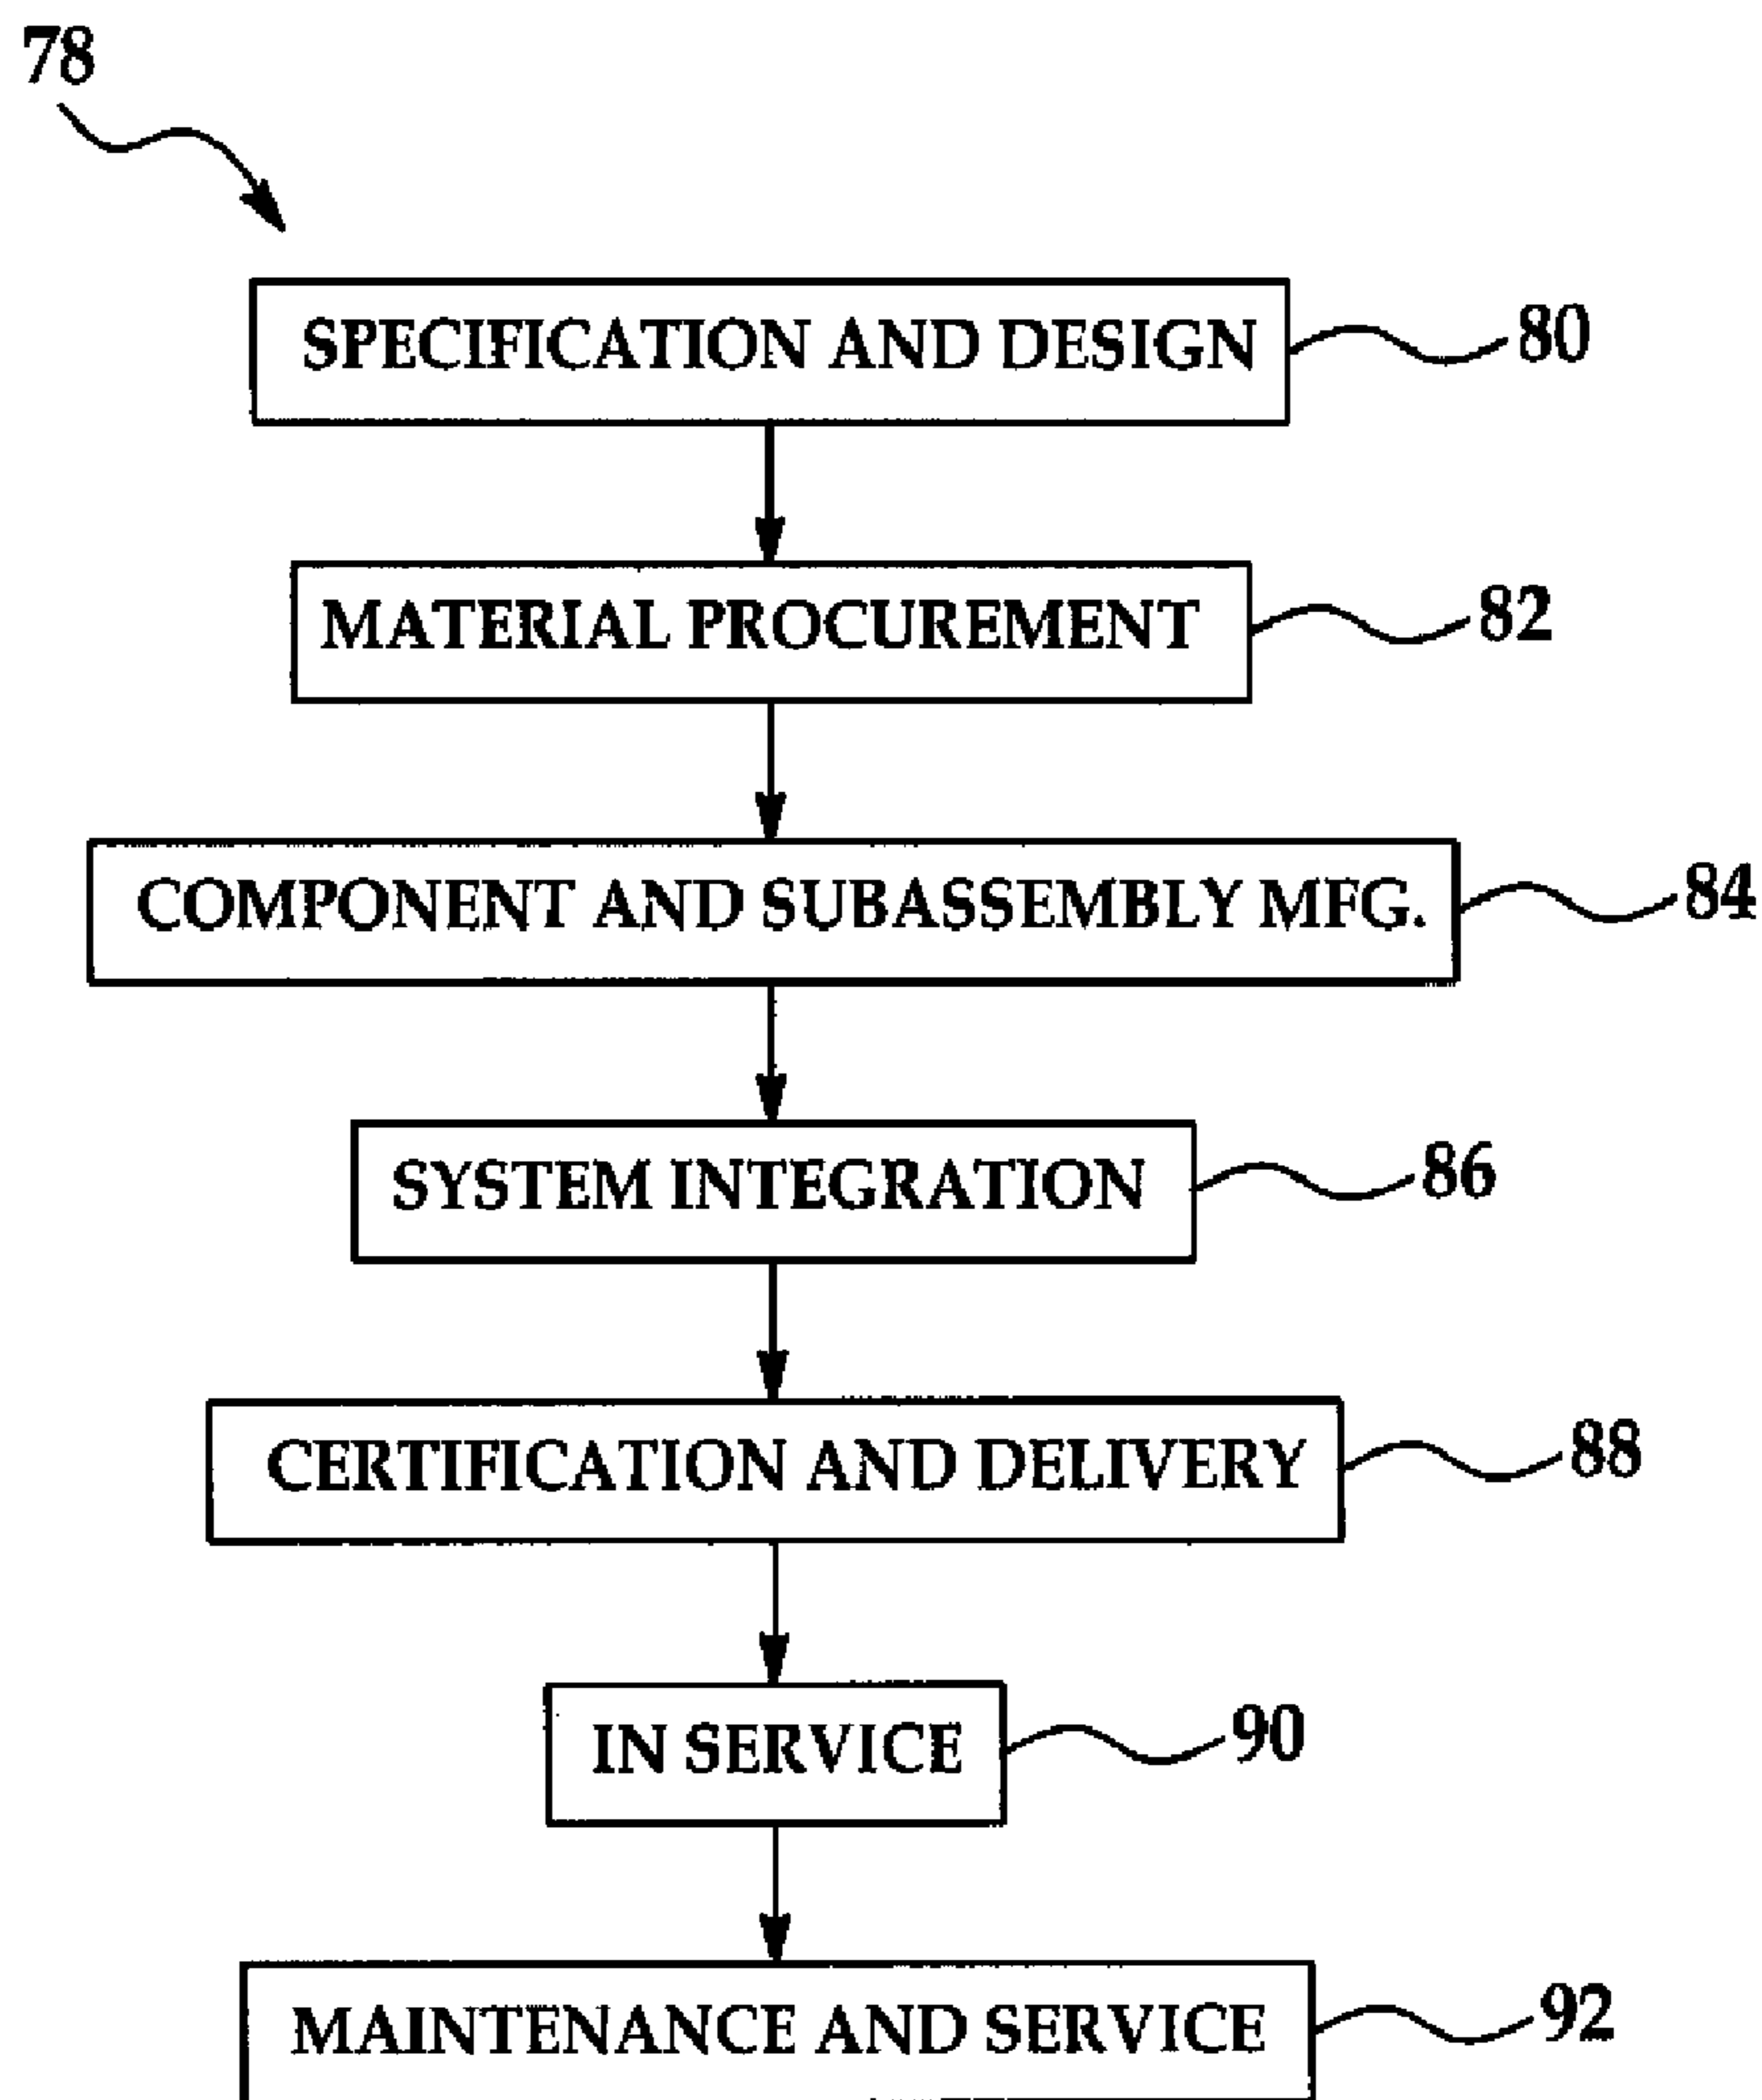 78
SPECIFICATION AND DESIGN 80
MATERIAL PROCUREMENT 82
COMPONENT AND SUBASSEMBLY MFG. 84
SYSTEM INTEGRATION 86
CERTIFICATION AND DELIVERY 88
IN SERVICE 90
MAINTENANCE AND SERVICE 92